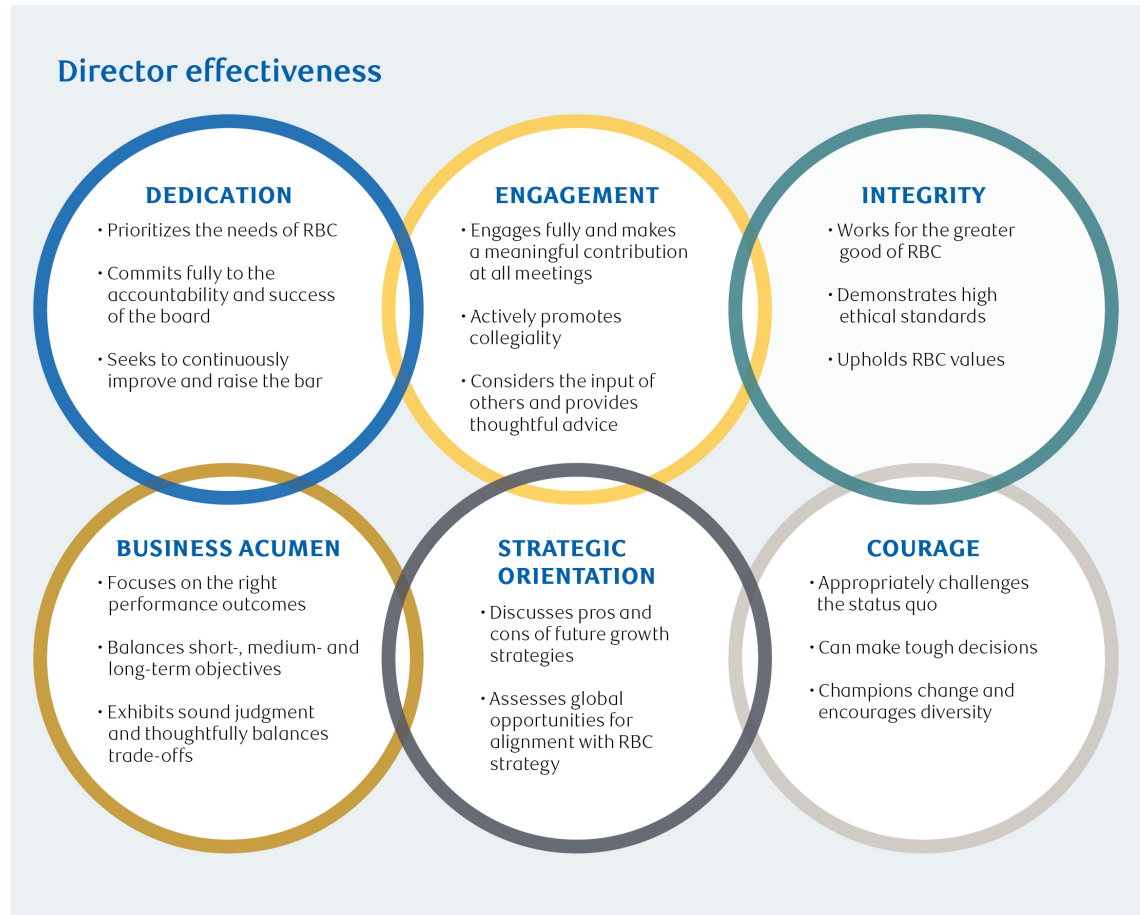 Director effectiveness
DEDICATION
• Prioritizes the needs of RBC
• Commits fully to the
accountability and success
of the board
• Seeks to continuously
improve and raise the bar
ENGAGEMENT
• Engages fully and makes
a meaningful contribution
at all meetings
• Actively promotes
collegiality
• Considers the input of
others and provides
thoughtful advice
INTEGRITY
• Works for the greater
good of RBC
• Demonstrates high
ethical standards
• Upholds RBC values
BUSINESS ACUMEN
• Focuses on the right
performance outcomes
• Balances short-, medium- and
long-term objectives
• Exhibits sound judgment
and thoughtfully balances
trade-offs
STRATEGIC
ORIENTATION
• Discusses pros and
cons of future growth
strategies
• Assesses global
opportunities for
alignment with RBC
strategy
COURAGE
• Appropriately challenges
the status quo
• Can make tough decisions
• Champions change and
encourages diversity